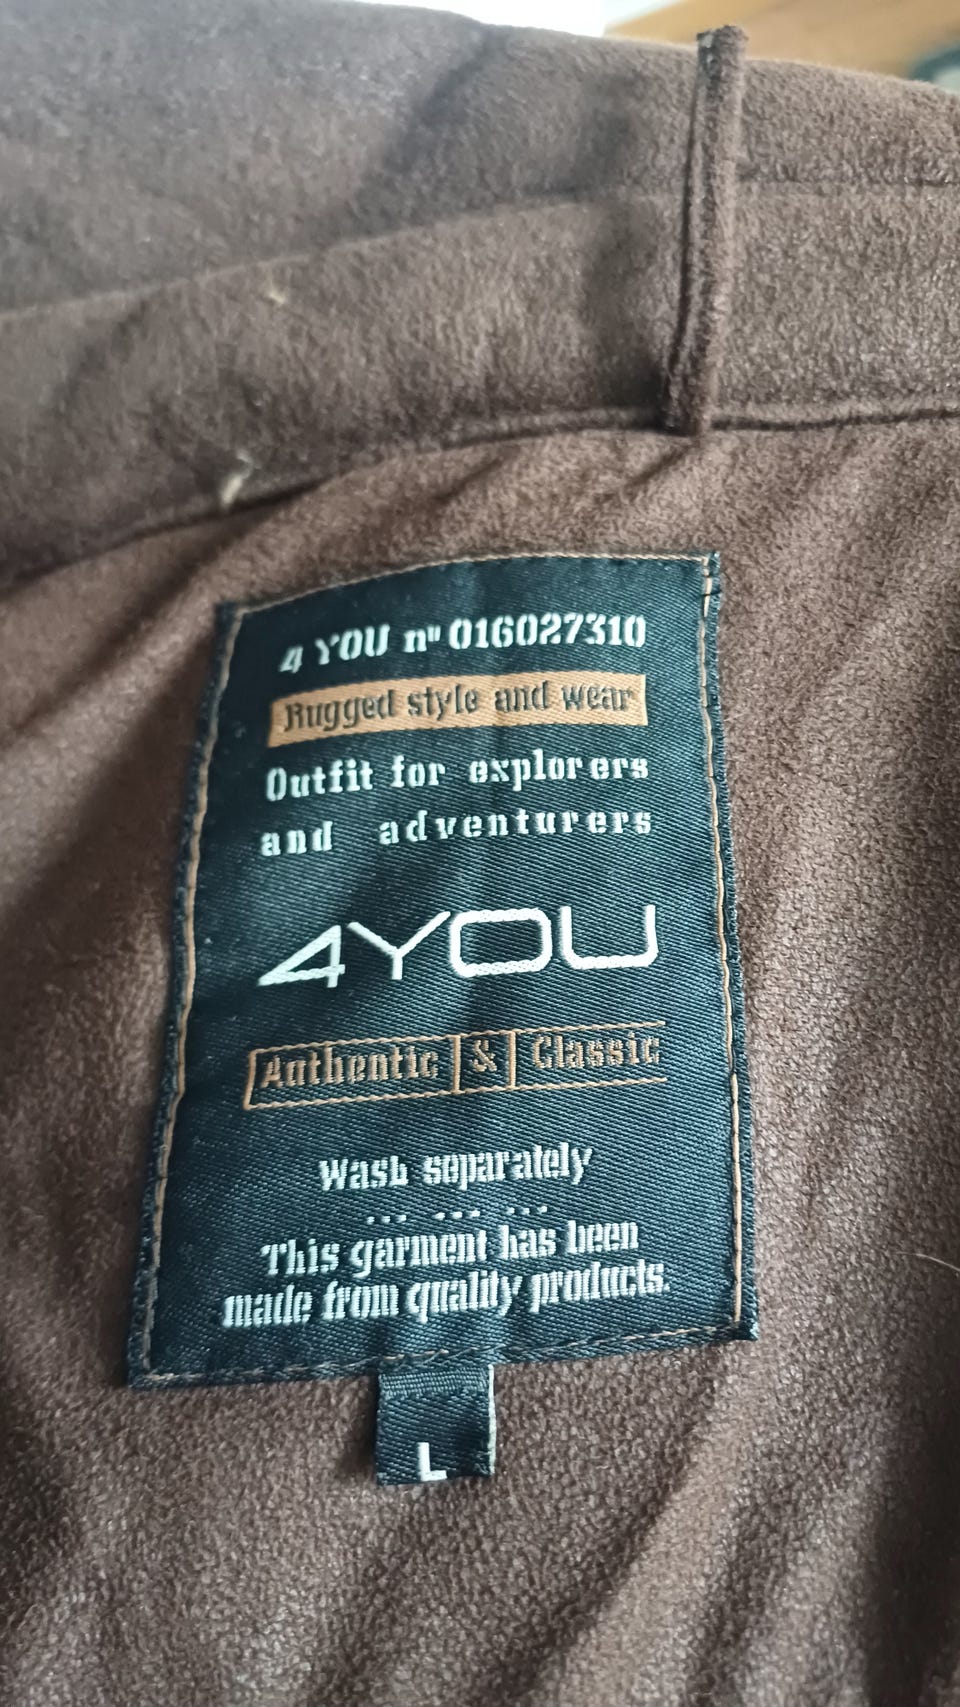 4 YOU nº 016027310
Rugged style and wear
Outfit for explorers
and adventurers
4YOU
Authentic & Classic
Wash separately
... ... ...
This garment has been
made from quality products.
L